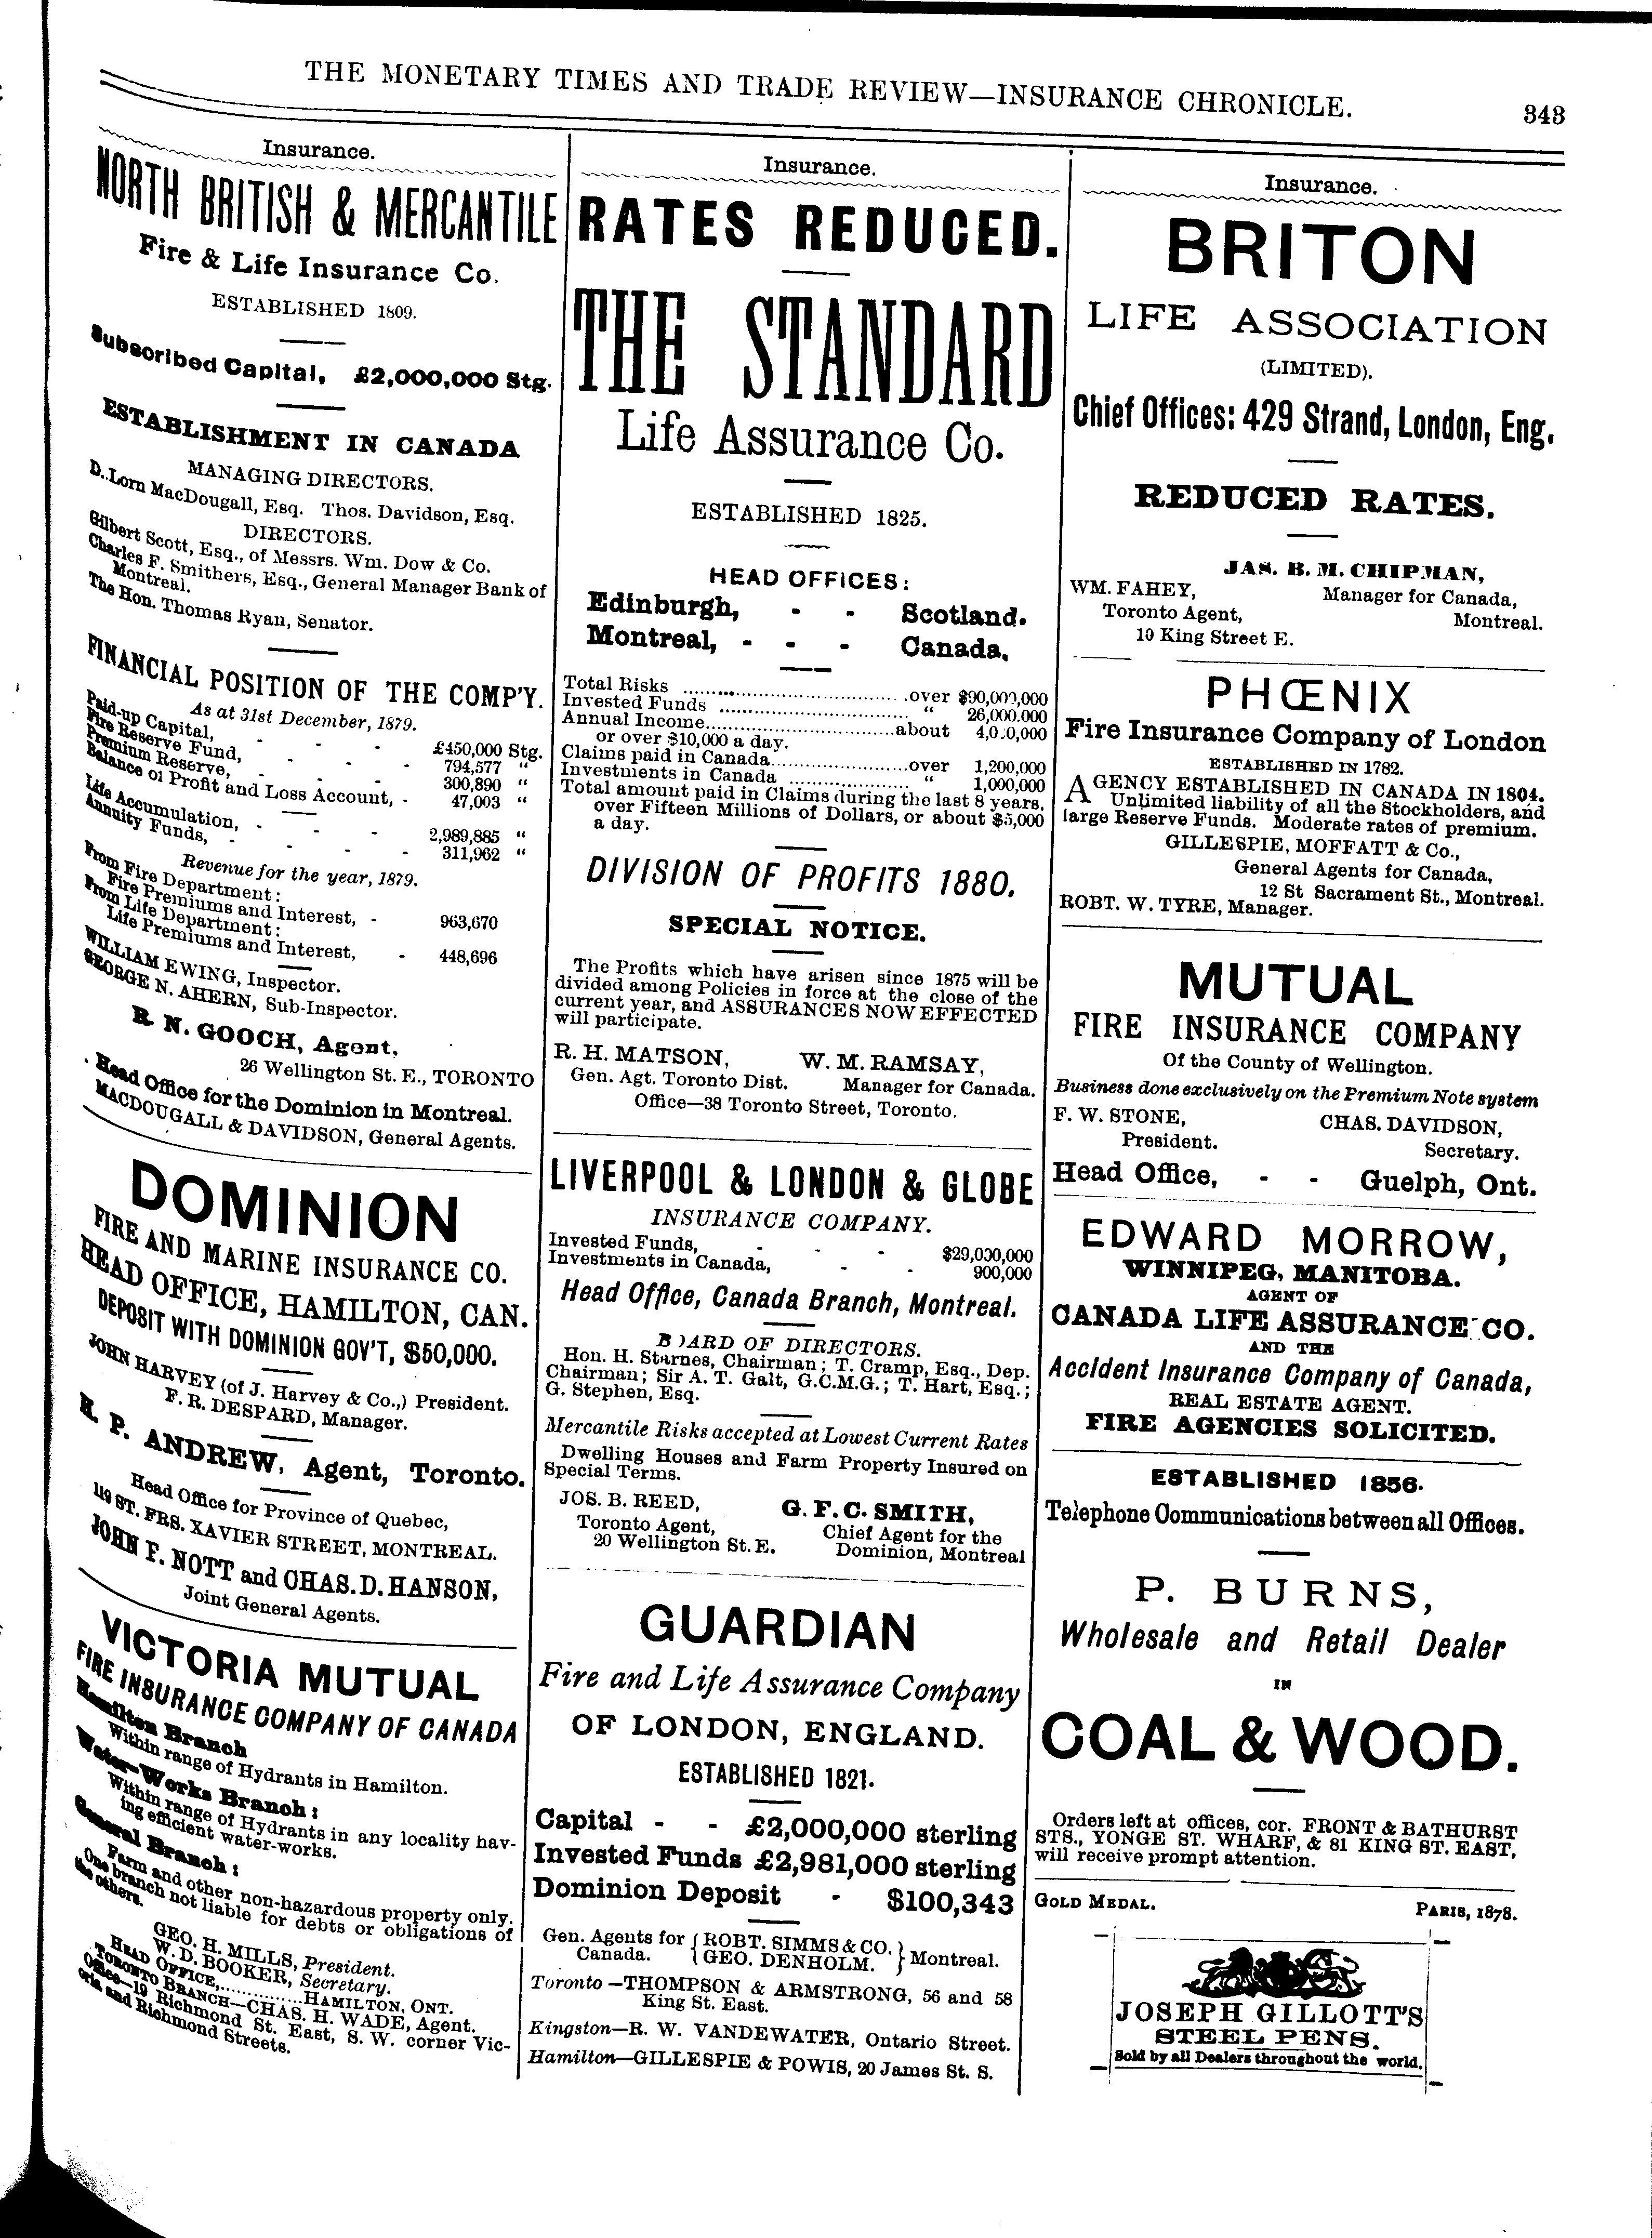 THE MONETARY TIMES AND TRADE REVIEW—INSURANCE CHRONICLE.
343
Insurance.
NORTH BRITISH & MERCANTILE
Fire & Life Insurance Co.
ESTABLISHED 1809.
Subscribed Capital, £2,000,000 Stg.
ESTABLISHMENT IN CANADA
MANAGING DIRECTORS.
D. Lorn MacDougall, Esq. Thos. Davidson, Esq.
DIRECTORS.
Gilbert Scott, Esq., of Messrs. Wm. Dow & Co.
Charles F. Smithers, Esq., General Manager Bank of
Montreal.
The Hon. Thomas Ryan, Senator.
FINANCIAL POSITION OF THE COMP'Y.
As at 31st December, 1879.
Paid-up Capital, - - - £450,000 Stg.
Fire Reserve Fund, - - - 794,577 "
Premium Reserve, - - - 300,890 "
Balance of Profit and Loss Account, - 47,003 "
Life Accumulation, - - - 2,989,885 "
Annuity Funds, - - - 311,962 "
Revenue for the year, 1879.
From Fire Department:
Fire Premiums and Interest, - 963,670
From Life Department:
Life Premiums and Interest, - 448,696
WILLIAM EWING, Inspector.
GEORGE N. AHERN, Sub-Inspector.
R. N. GOOCH, Agent,
26 Wellington St. E., TORONTO
Head Office for the Dominion in Montreal.
MACDOUGALL & DAVIDSON, General Agents.
DOMINION
FIRE AND MARINE INSURANCE CO.
HEAD OFFICE, HAMILTON, CAN.
DEPOSIT WITH DOMINION GOV'T, $50,000.
JOHN HARVEY (of J. Harvey & Co.,) President.
F. R. DESPARD, Manager.
H. P. ANDREW, Agent, Toronto.
Head Office for Province of Quebec,
119 ST. FRS. XAVIER STREET, MONTREAL.
JOHN F. NOTT and CHAS. D. HANSON,
Joint General Agents.
VICTORIA MUTUAL
FIRE INSURANCE COMPANY OF CANADA
Hamilton Branch
Within range of Hydrants in Hamilton.
Water-Works Branch:
Within range of Hydrants in any locality hav-
ing efficient water-works.
General Branch:
Farm and other non-hazardous property only.
One branch not liable for debts or obligations of
the others.
GEO. H. MILLS, President.
W. D. BOOKER, Secretary.
HEAD OFFICE,..............HAMILTON, ONT.
TORONTO BRANCH—CHAS. H. WADE, Agent.
Office—19 Richmond St. East, S. W. corner Vic-
oria and Richmond Streets.
Insurance.
RATES REDUCED.
THE STANDARD
Life Assurance Co.
ESTABLISHED 1825.
HEAD OFFICES:
Edinburgh, - - Scotland.
Montreal, - - - Canada.
Total Risks ..................................over $90,000,000
Invested Funds .............................. " 26,000.000
Annual Income..............................about 4,000,000
or over $10,000 a day.
Claims paid in Canada......................over 1,200,000
Investments in Canada .................. " 1,000,000
Total amount paid in Claims during the last 8 years,
over Fifteen Millions of Dollars, or about $5,000
a day.
DIVISION OF PROFITS 1880.
SPECIAL NOTICE.
The Profits which have arisen since 1875 will be
divided among Policies in force at the close of the
current year, and ASSURANCES NOW EFFECTED
will participate.
R. H. MATSON, W. M. RAMSAY,
Gen. Agt. Toronto Dist. Manager for Canada.
Office—38 Toronto Street, Toronto.
LIVERPOOL & LONDON & GLOBE
INSURANCE COMPANY.
Invested Funds, - - - $29,000,000
Investments in Canada, - - 900,000
Head Office, Canada Branch, Montreal.
BOARD OF DIRECTORS.
Hon. H. Starnes, Chairman; T. Cramp, Esq., Dep.
Chairman; Sir A. T. Galt, G.C.M.G.; T. Hart, Esq.;
G. Stephen, Esq.
Mercantile Risks accepted at Lowest Current Rates
Dwelling Houses and Farm Property Insured on
Special Terms.
JOS. B. REED, G. F. C. SMITH,
Toronto Agent, Chief Agent for the
20 Wellington St. E. Dominion, Montreal
GUARDIAN
Fire and Life Assurance Company
OF LONDON, ENGLAND.
ESTABLISHED 1821.
Capital - - £2,000,000 sterling
Invested Funds £2,981,000 sterling
Dominion Deposit - $100,343
Gen. Agents for { ROBT. SIMMS & CO. } Montreal.
Canada. { GEO. DENHOLM. }
Toronto—THOMPSON & ARMSTRONG, 56 and 58
King St. East.
Kingston—R. W. VANDEWATER, Ontario Street.
Hamilton—GILLESPIE & POWIS, 20 James St. S.
Insurance.
BRITON
LIFE ASSOCIATION
(LIMITED).
Chief Offices: 429 Strand, London, Eng.
REDUCED RATES.
JAS. B. M. CHIPMAN,
WM. FAHEY, Manager for Canada,
Toronto Agent, Montreal.
10 King Street E.
PHŒNIX
Fire Insurance Company of London
ESTABLISHED IN 1782.
AGENCY ESTABLISHED IN CANADA IN 1804.
Unlimited liability of all the Stockholders, and
large Reserve Funds. Moderate rates of premium.
GILLESPIE, MOFFATT & Co.,
General Agents for Canada,
12 St Sacrament St., Montreal.
ROBT. W. TYRE, Manager.
MUTUAL
FIRE INSURANCE COMPANY
Of the County of Wellington.
Business done exclusively on the Premium Note system
F. W. STONE, CHAS. DAVIDSON,
President. Secretary.
Head Office, - - Guelph, Ont.
EDWARD MORROW,
WINNIPEG, MANITOBA.
AGENT OF
CANADA LIFE ASSURANCE CO.
AND THE
Accident Insurance Company of Canada,
REAL ESTATE AGENT.
FIRE AGENCIES SOLICITED.
ESTABLISHED 1856.
Telephone Communications between all Offices.
P. BURNS,
Wholesale and Retail Dealer
IN
COAL & WOOD.
Orders left at offices, cor. FRONT & BATHURST
STS., YONGE ST. WHARF, & 81 KING ST. EAST,
will receive prompt attention.
GOLD MEDAL. PARIS, 1878.
JOSEPH GILLOTT'S
STEEL PENS.
Sold by all Dealers throughout the world.